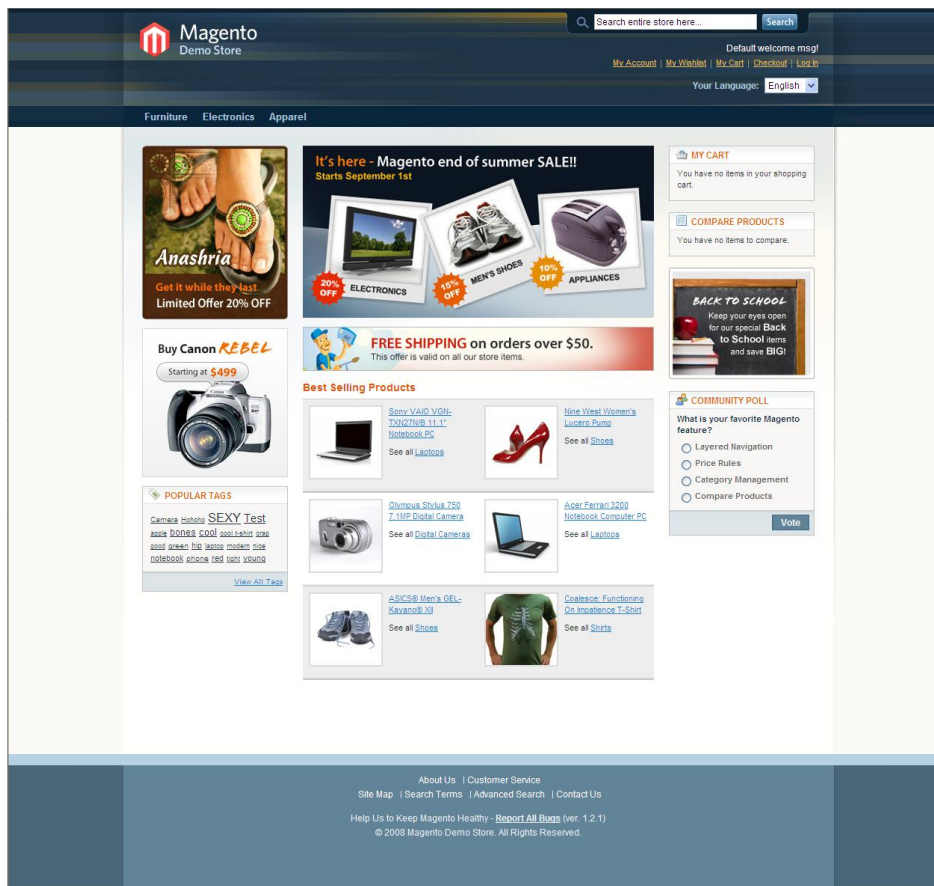 Magento
Demo Store
Search entire store here...
Search
Default welcome msg!
My Account | My Wishlist | My Cart | Checkout | Log In
Your Language: English
Furniture Electronics Apparel
Anashria
Get it while they last
Limited Offer 20% OFF
Buy Canon REBEL
Starting at $499
POPULAR TAGS
Camera Hohoho SEXY Test
apple bones cool cool t-shirt crap
good green hip laptop modern nice
notebook phone red tight young
View All Tags
It's here - Magento end of summer SALE!!
Starts September 1st
20% OFF
ELECTRONICS
15% OFF
MEN'S SHOES
10% OFF
APPLIANCES
FREE SHIPPING on orders over $50.
This offer is valid on all our store items.
Best Selling Products
Sony VAIO VGN-
TXN27N/B 11.1"
Notebook PC
See all Laptops
Nine West Women's
Lucero Pump
See all Shoes
Olympus Stylus 750
7.1MP Digital Camera
See all Digital Cameras
Acer Ferrari 3200
Notebook Computer PC
See all Laptops
ASICS® Men's GEL-
Kayano® XII
See all Shoes
Coalesce: Functioning
On Impatience T-Shirt
See all Shirts
MY CART
You have no items in your shopping
cart.
COMPARE PRODUCTS
You have no items to compare.
BACK TO SCHOOL
Keep your eyes open
for our special Back
to School items
and save BIG!
COMMUNITY POLL
What is your favorite Magento
feature?
Layered Navigation
Price Rules
Category Management
Compare Products
Vote
About Us | Customer Service
Site Map | Search Terms | Advanced Search | Contact Us
Help Us to Keep Magento Healthy - Report All Bugs (ver. 1.2.1)
© 2008 Magento Demo Store. All Rights Reserved.